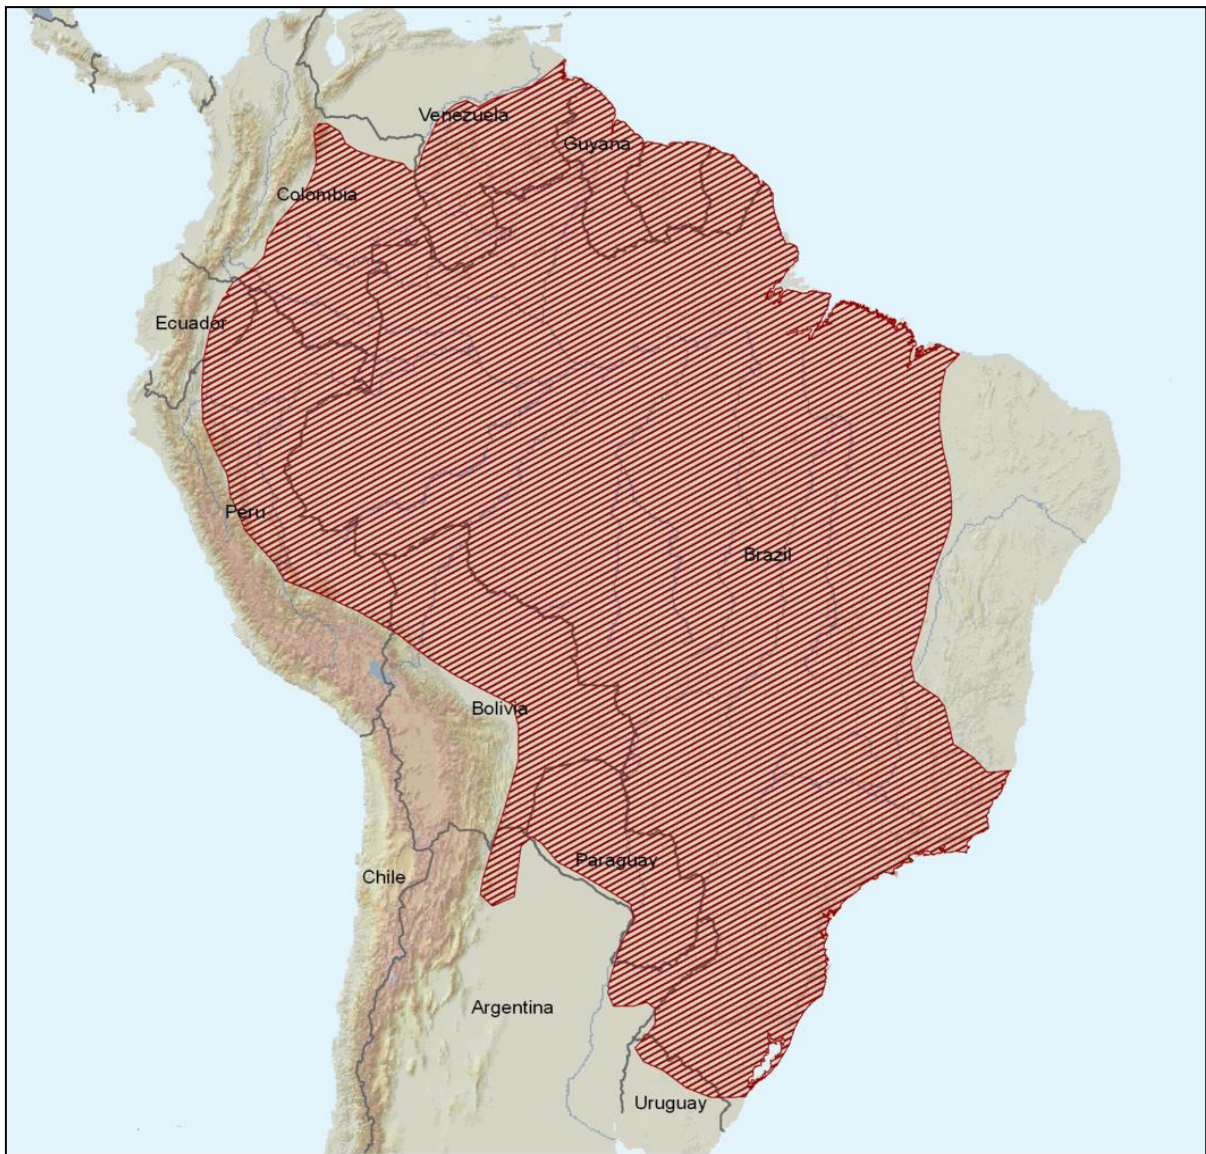 Venezuela
Guyana
Colombia
Ecuador
Peru
Brazil
Bolivia
Paraguay
Chile
Argentina
Uruguay